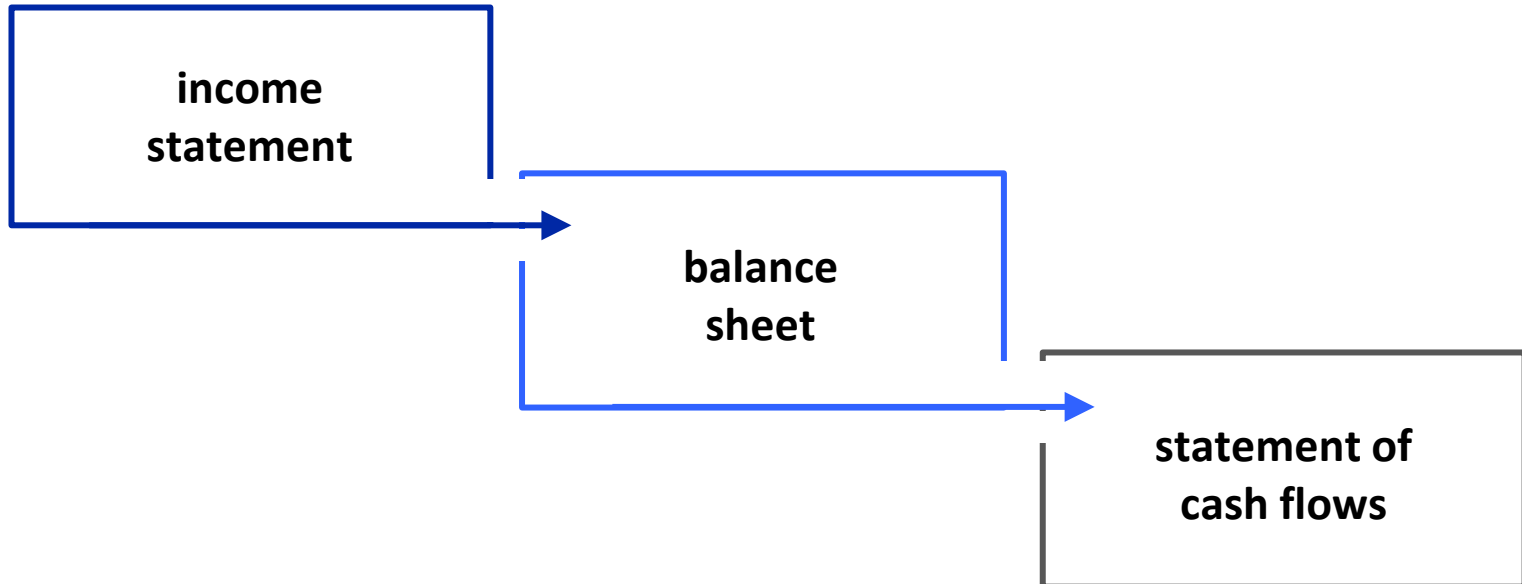 income
statement
balance
sheet
statement of
cash flows